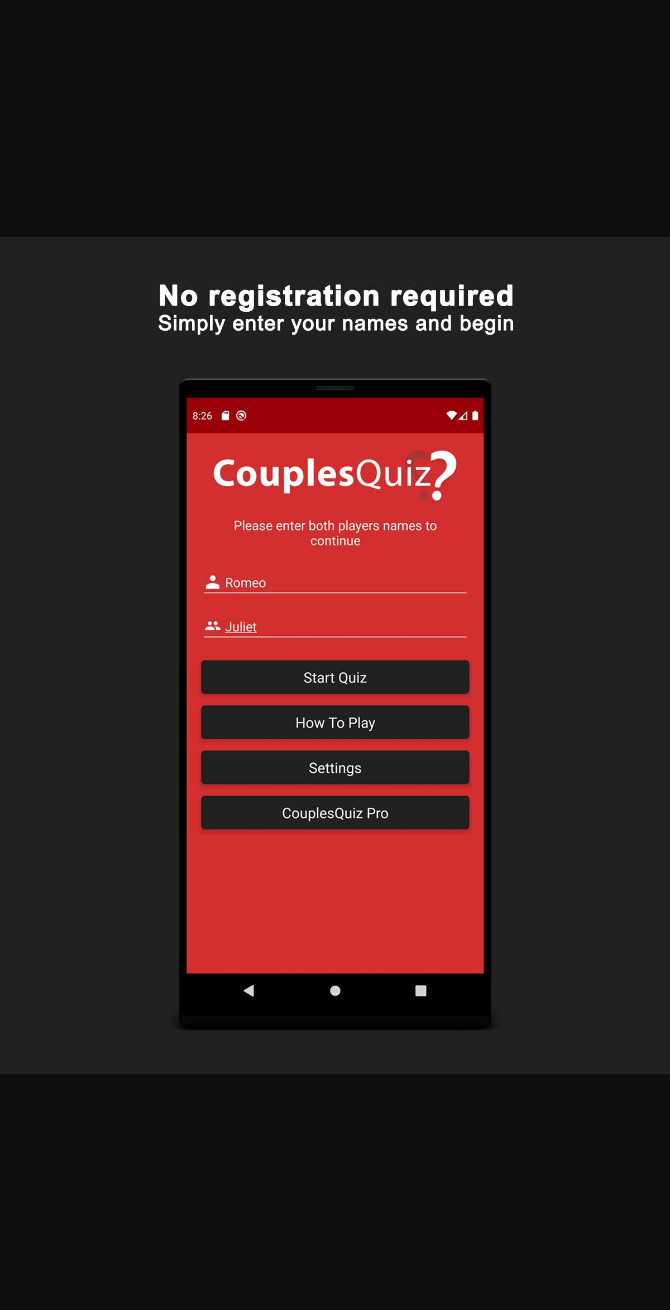 No registration required
Simply enter your names and begin
8:26
CouplesQuiz?
Please enter both players names to
continue
Romeo
Juliet
Start Quiz
How To Play
Settings
CouplesQuiz Pro